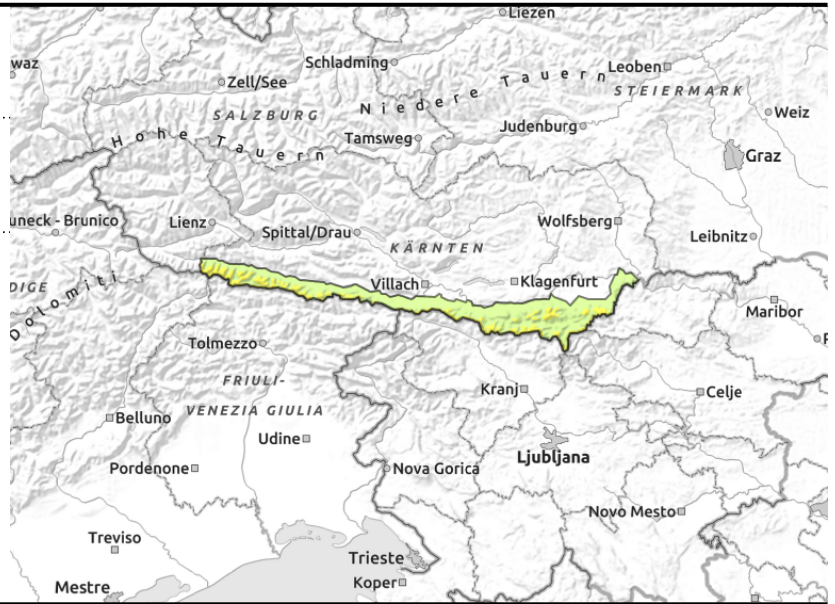 Liezen
waz
Schladming
Leoben
Zell/See
Niedere Tauern
STEIERMARK
SALZBURG
Weiz
Hohe Tauern
Tamsweg
Judenburg
Graz
uneck - Brunico
Lienz
Wolfsberg
Spittal/Drau
KÄRNTEN
Leibnitz
DIGE
Villach
Klagenfurt
Dolomiti
Maribor
Tolmezzo
P
FRIULI-
VENEZIA GIULIA
Kranj
Celje
Belluno
Udine
Ljubljana
Pordenone
Nova Gorica
Novo Mesto
Treviso
Trieste
Koper
Mestre